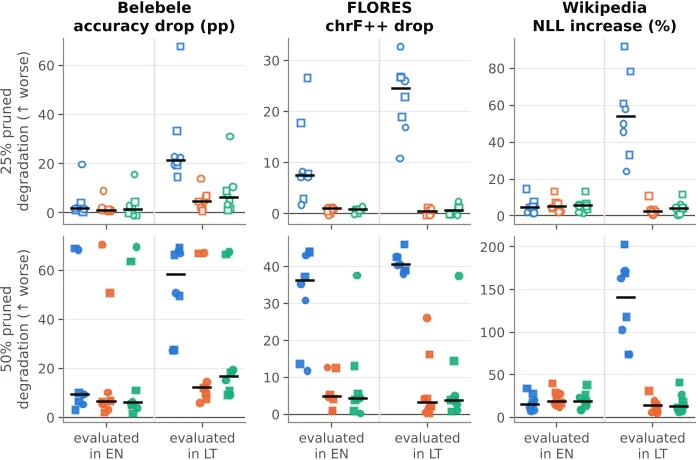 Belebele
accuracy drop (pp)
FLORES
chrF++ drop
Wikipedia
NLL increase (%)
25% pruned
degradation (↑ worse)
60
40
20
0
30
20
10
0
80
60
40
20
0
50% pruned
degradation (↑ worse)
60
40
20
0
40
30
20
10
0
200
150
100
50
0
evaluated
in EN
evaluated
in LT
evaluated
in EN
evaluated
in LT
evaluated
in EN
evaluated
in LT